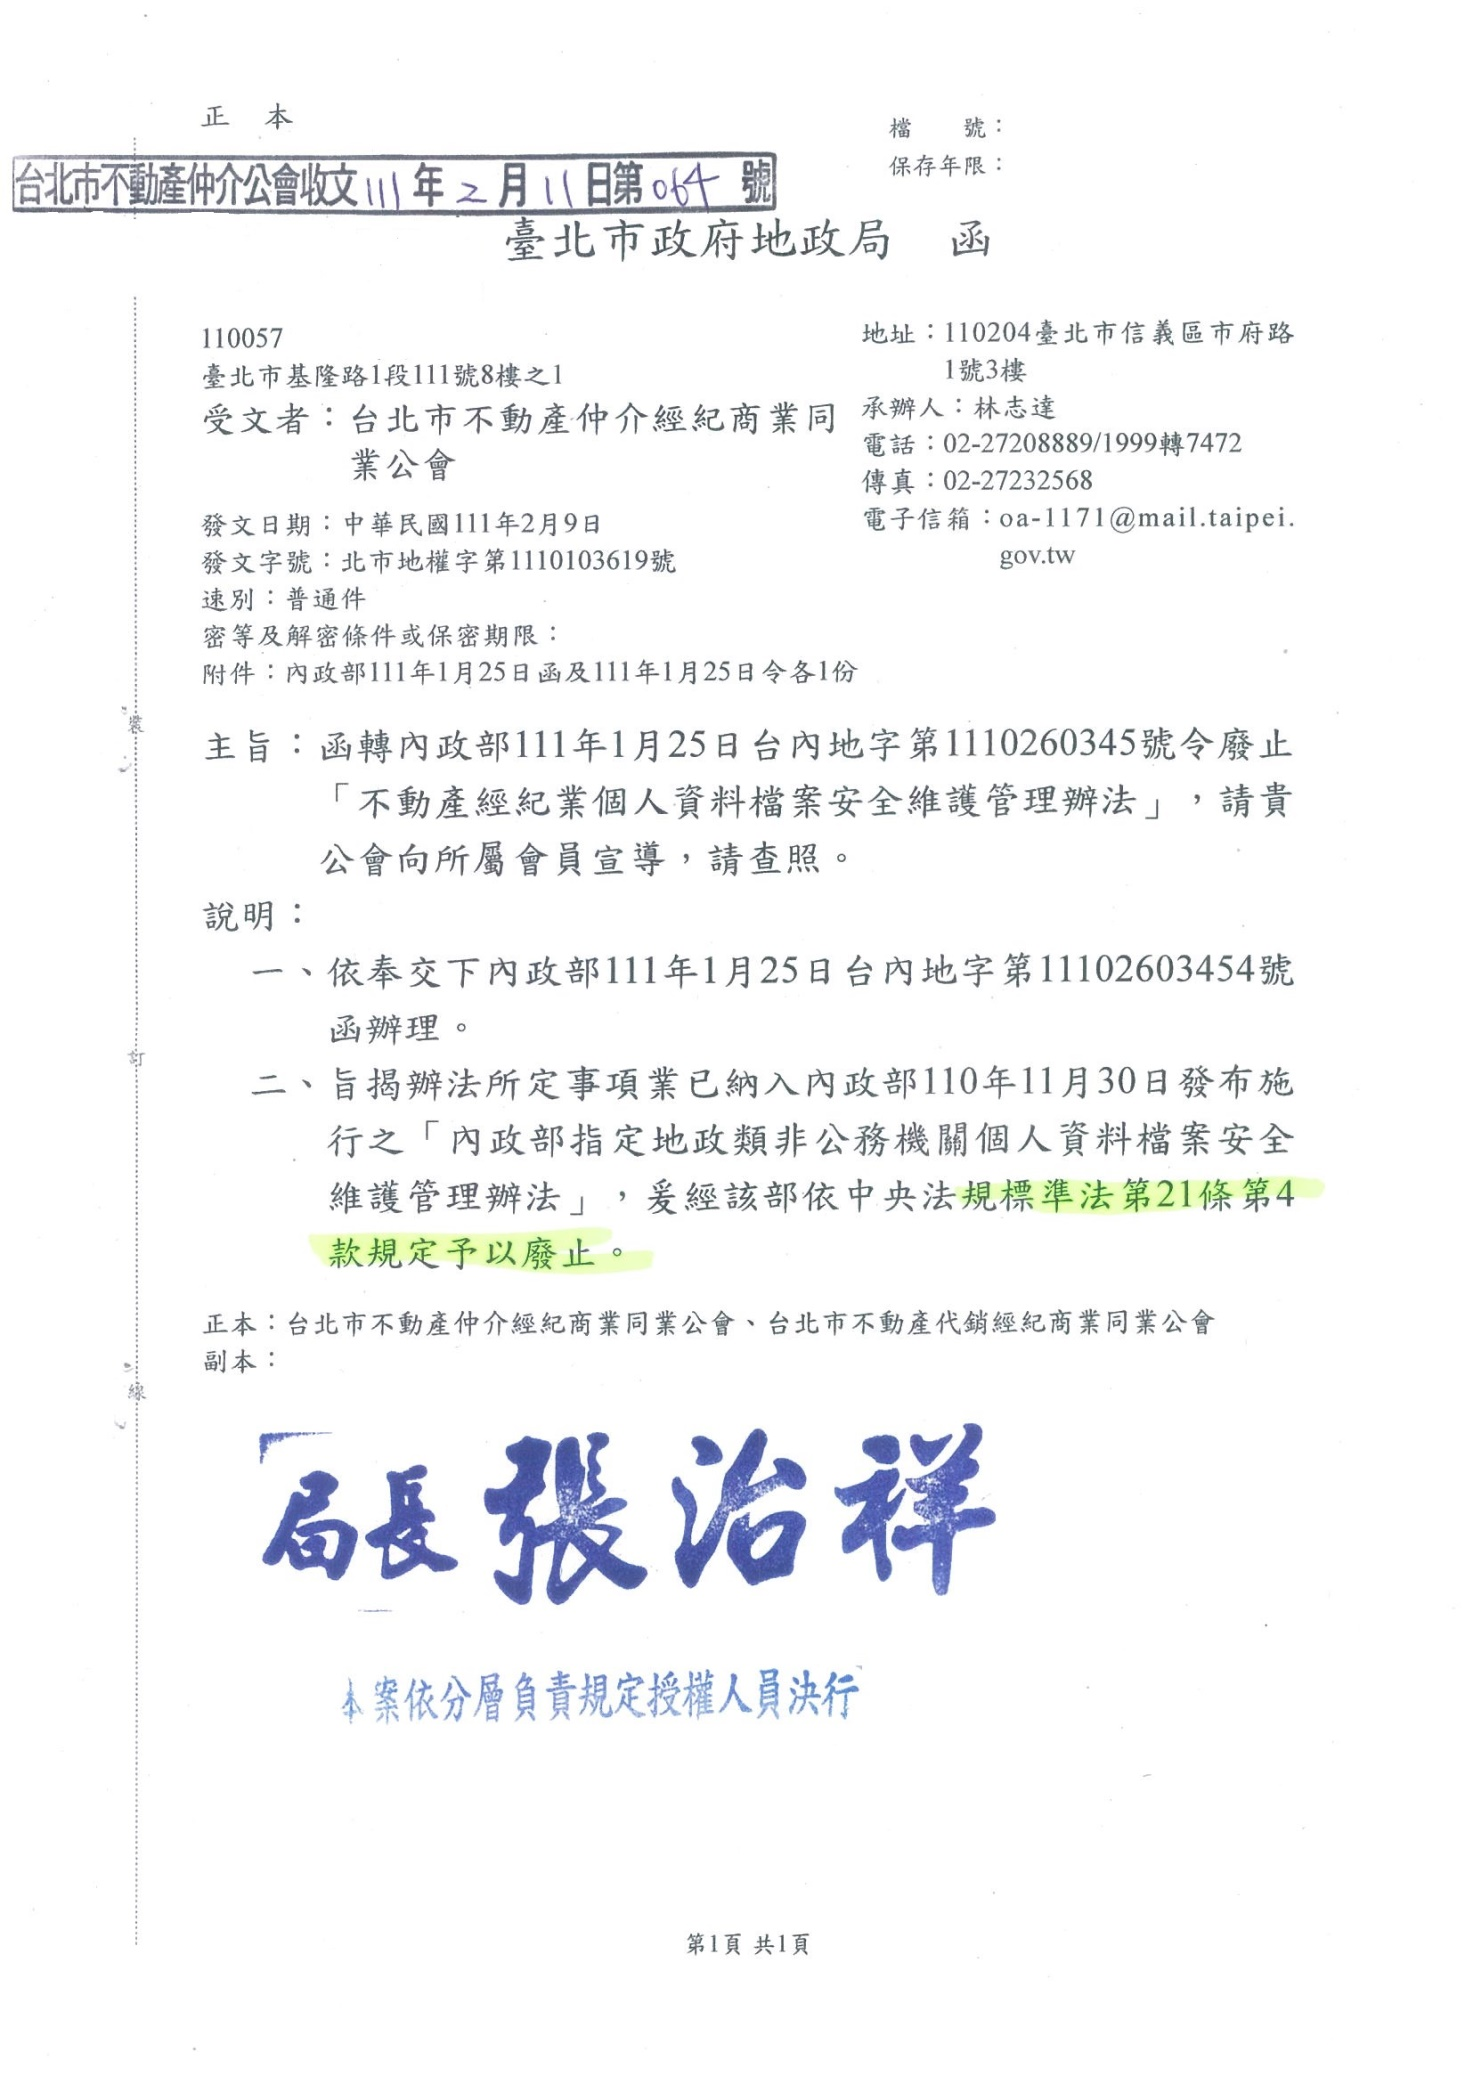 正 本
檔 號：
保存年限：
台北市不動產仲介公會收文111年2月11日第064號
臺北市政府地政局 函
110057
臺北市基隆路1段111號8樓之1
受文者：台北市不動產仲介經紀商業同
業公會
地址：110204臺北市信義區市府路
1號3樓
承辦人：林志達
電話：02-27208889/1999轉7472
傳真：02-27232568
電子信箱：oa-1171@mail.taipei.
gov.tw
發文日期：中華民國111年2月9日
發文字號：北市地權字第1110103619號
速別：普通件
密等及解密條件或保密期限：
附件：內政部111年1月25日函及111年1月25日令各1份
主旨：函轉內政部111年1月25日台內地字第1110260345號令廢止
「不動產經紀業個人資料檔案安全維護管理辦法」，請貴
公會向所屬會員宣導，請查照。
說明：
一、依奉交下內政部111年1月25日台內地字第11102603454號
函辦理。
二、旨揭辦法所定事項業已納入內政部110年11月30日發布施
行之「內政部指定地政類非公務機關個人資料檔案安全
維護管理辦法」，爰經該部依中央法規標準法第21條第4
款規定予以廢止。
正本：台北市不動產仲介經紀商業同業公會、台北市不動產代銷經紀商業同業公會
副本：
裝
訂
線
局長張治祥
本案依分層負責規定授權人員決行
第1頁 共1頁